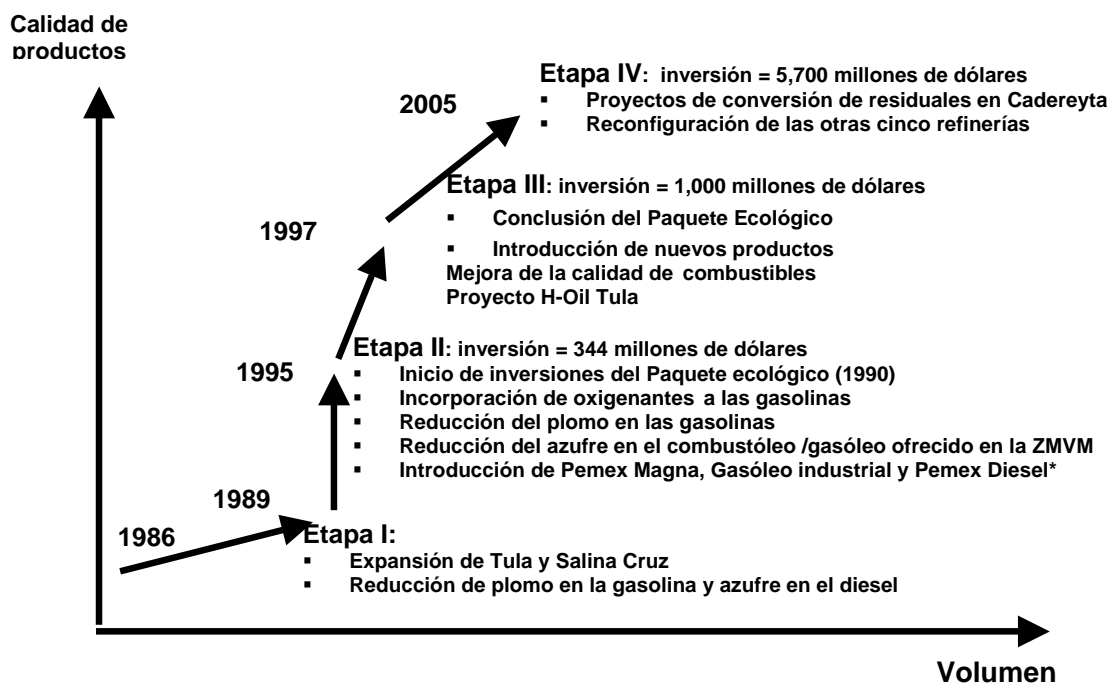 Calidad de
productos
Etapa IV: inversión = 5,700 millones de dólares
▪ Proyectos de conversión de residuales en Cadereyta
▪ Reconfiguración de las otras cinco refinerías
2005
Etapa III: inversión = 1,000 millones de dólares
▪ Conclusión del Paquete Ecológico
▪ Introducción de nuevos productos
Mejora de la calidad de combustibles
Proyecto H-Oil Tula
1997
Etapa II: inversión = 344 millones de dólares
▪ Inicio de inversiones del Paquete ecológico (1990)
▪ Incorporación de oxigenantes a las gasolinas
▪ Reducción del plomo en las gasolinas
▪ Reducción del azufre en el combustóleo /gasóleo ofrecido en la ZMVM
▪ Introducción de Pemex Magna, Gasóleo industrial y Pemex Diesel*
1995
1989
1986
Etapa I:
▪ Expansión de Tula y Salina Cruz
▪ Reducción de plomo en la gasolina y azufre en el diesel
Volumen